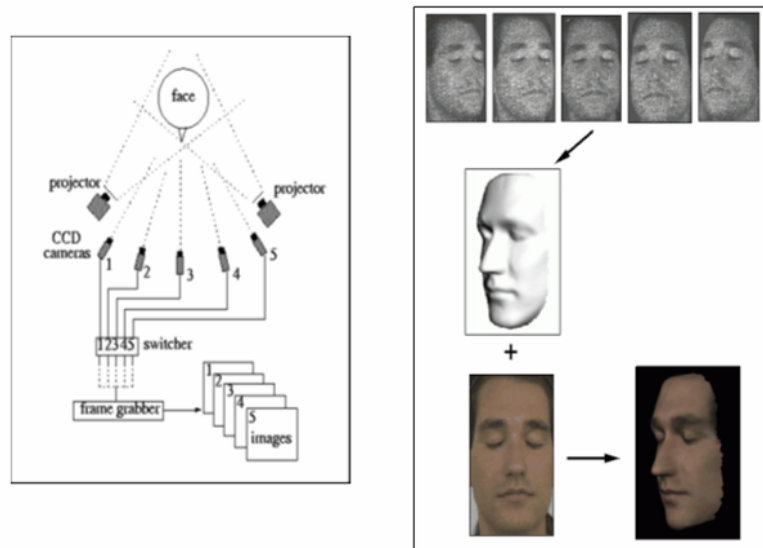 face
projector
projector
CCD
cameras
1
2
3
4
5
12345
switcher
frame grabber
1
2
3
4
5
images
+